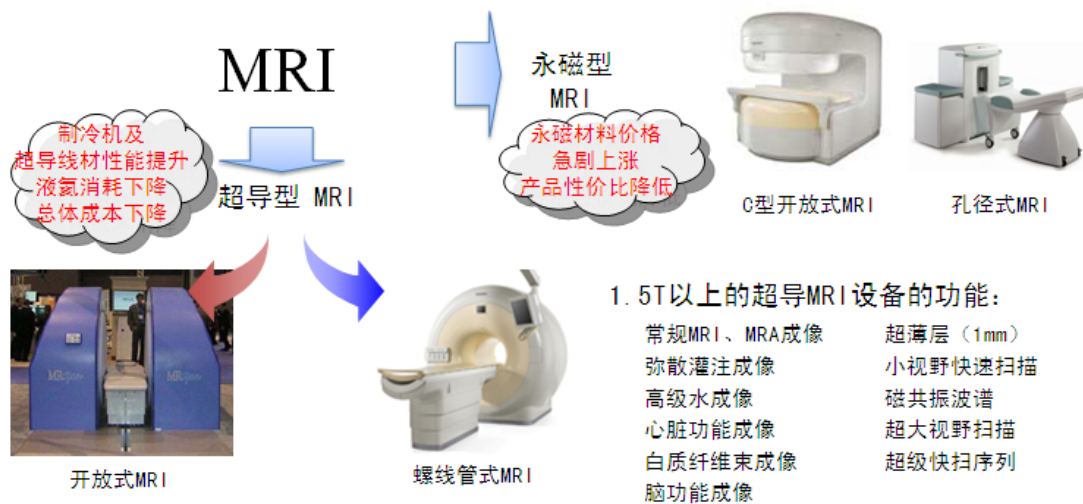 MRI
永磁型
MRI
制冷机及
超导线材性能提升
液氦消耗下降
总体成本下降
超导型 MRI
永磁材料价格
急剧上涨
产品性价比降低
C型开放式MRI
孔径式MRI
开放式MRI
螺线管式MRI
1.5T以上的超导MRI设备的功能:
常规MRI、MRA成像
弥散灌注成像
高级水成像
心脏功能成像
白质纤维束成像
脑功能成像
超薄层（1mm）
小视野快速扫描
磁共振波谱
超大视野扫描
超级快扫序列